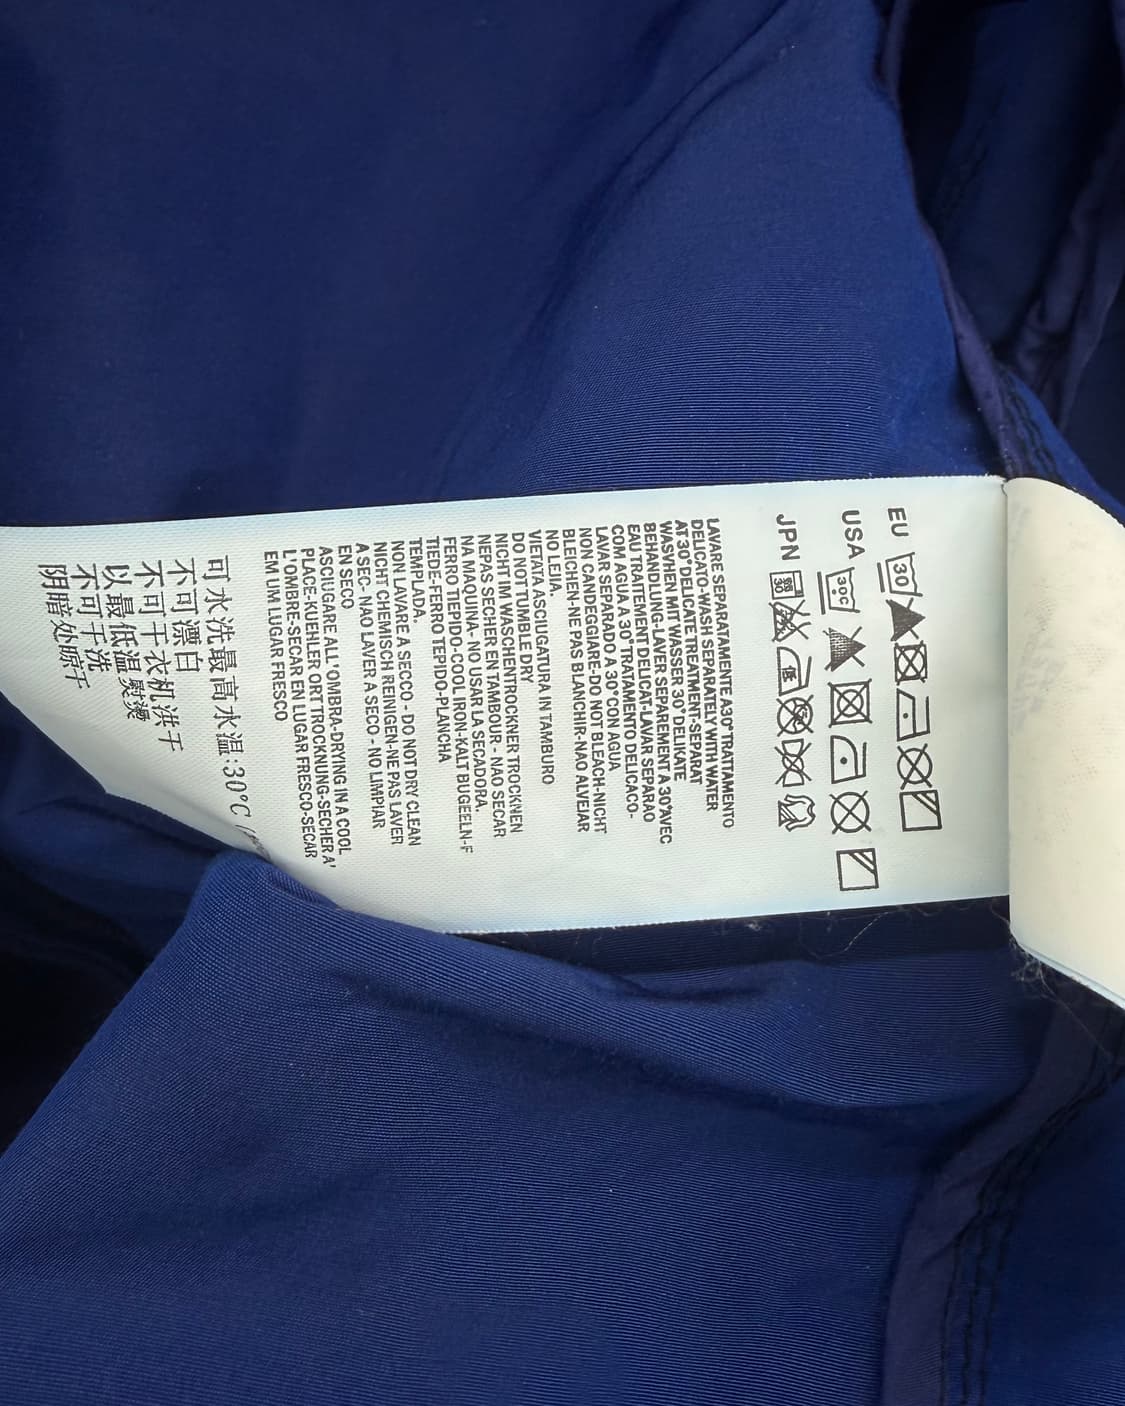 EU 30
USA 30C
JPN
LAVARE SEPARATAMENTE A30°TRATTAMENTO
DELICATO-WASH SEPARATELY WITH WATER
AT 30°DELICATE TREATMENT-SEPARAT
WASWHEN MIT WASSER 30°DELIKATE
BEHANDLUNG-LAVER SEPAREMENT A 30°AVEC
EAU TRAITEMENT DELICAT-LAVAR SEPARAO
COM AGUA A 30°TRATAMENTO DELICACO-
LAVAR SEPARADO A 30°CON AGUA
NON CANDEGGIARE-DO NOT BLEACH-NICHT
BLEICHEN-NE PAS BLANCHIR-NAO ALVEJAR
NO LEJIA.
VIETATA ASCIUGATURA IN TAMBURO
DO NOT TUMBLE DRY
NICHT IM WASCHENTROCKNER TROCKNEN
NEPAS SECHER EN TAMBOUR - NAO SECAR
NA MAQUINA- NO USAR LA SECADORA.
FERRO TIEPIDO-COOL IRON-KALT BUGEELN-F
TIEDE-FERRO TEPIDO-PLANCHA
TEMPLADA.
NON LAVARE A SECCO - DO NOT DRY CLEAN
NICHT CHEMISCH REINIGEN-NE PAS LAVER
A SEC- NAO LAVER A SECO - NO LIMPIAR
EN SECO
ASCIUGARE ALL'OMBRA-DRYING IN A COOL
PLACE-KUEHLER ORT TROCKNUNG-SECHER A'
L'OMBRE-SECAR EN LUGAR FRESCO-SECAR
EM UM LUGAR FRESCO
可水洗最高水温:30°C
不可漂白
不可干衣机洪干
以最低温熨烫
不可干洗
阴暗处晾干